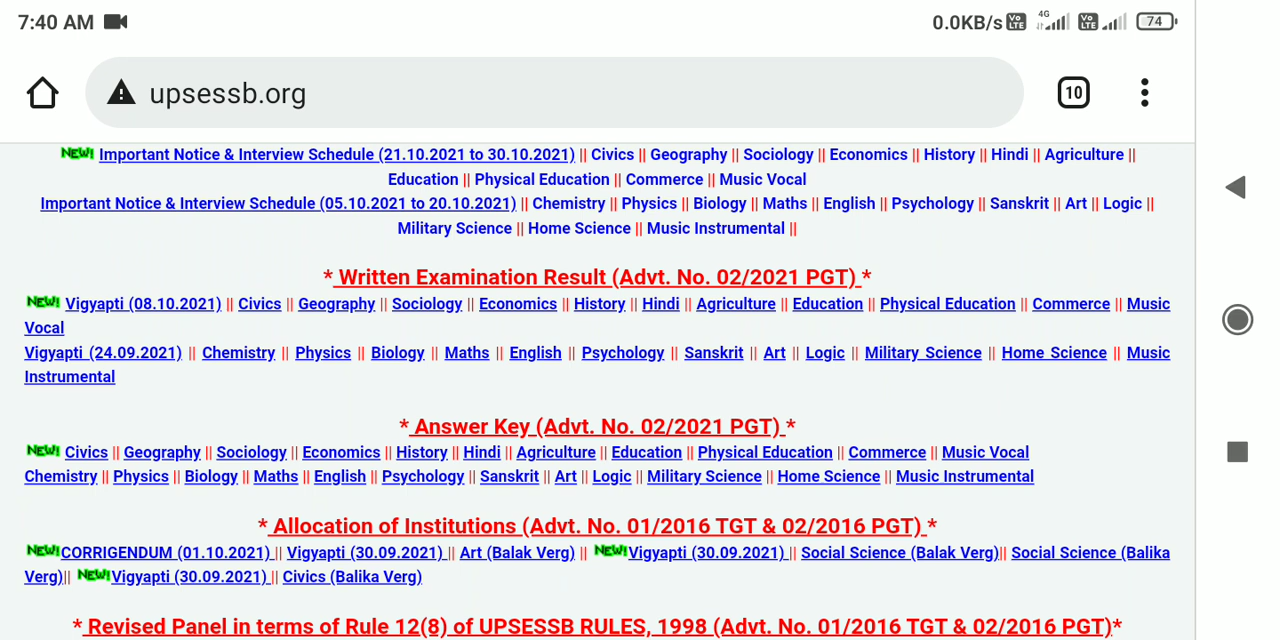 7:40 AM 0.0KB/s Vo LTE 4G Vo LTE 74
upsessb.org 10
NEW! Important Notice & Interview Schedule (21.10.2021 to 30.10.2021) || Civics || Geography || Sociology || Economics || History || Hindi || Agriculture ||
Education || Physical Education || Commerce || Music Vocal
Important Notice & Interview Schedule (05.10.2021 to 20.10.2021) || Chemistry || Physics || Biology || Maths || English || Psychology || Sanskrit || Art || Logic ||
Military Science || Home Science || Music Instrumental ||
* Written Examination Result (Advt. No. 02/2021 PGT) *
NEW! Vigyapti (08.10.2021) || Civics || Geography || Sociology || Economics || History || Hindi || Agriculture || Education || Physical Education || Commerce || Music
Vocal
Vigyapti (24.09.2021) || Chemistry || Physics || Biology || Maths || English || Psychology || Sanskrit || Art || Logic || Military Science || Home Science || Music
Instrumental
* Answer Key (Advt. No. 02/2021 PGT) *
NEW! Civics || Geography || Sociology || Economics || History || Hindi || Agriculture || Education || Physical Education || Commerce || Music Vocal
Chemistry || Physics || Biology || Maths || English || Psychology || Sanskrit || Art || Logic || Military Science || Home Science || Music Instrumental
* Allocation of Institutions (Advt. No. 01/2016 TGT & 02/2016 PGT) *
NEW! CORRIGENDUM (01.10.2021) || Vigyapti (30.09.2021) || Art (Balak Verg) || NEW! Vigyapti (30.09.2021) || Social Science (Balak Verg)|| Social Science (Balika
Verg)|| NEW! Vigyapti (30.09.2021) || Civics (Balika Verg)
* Revised Panel in terms of Rule 12(8) of UPSESSB RULES, 1998 (Advt. No. 01/2016 TGT & 02/2016 PGT)*